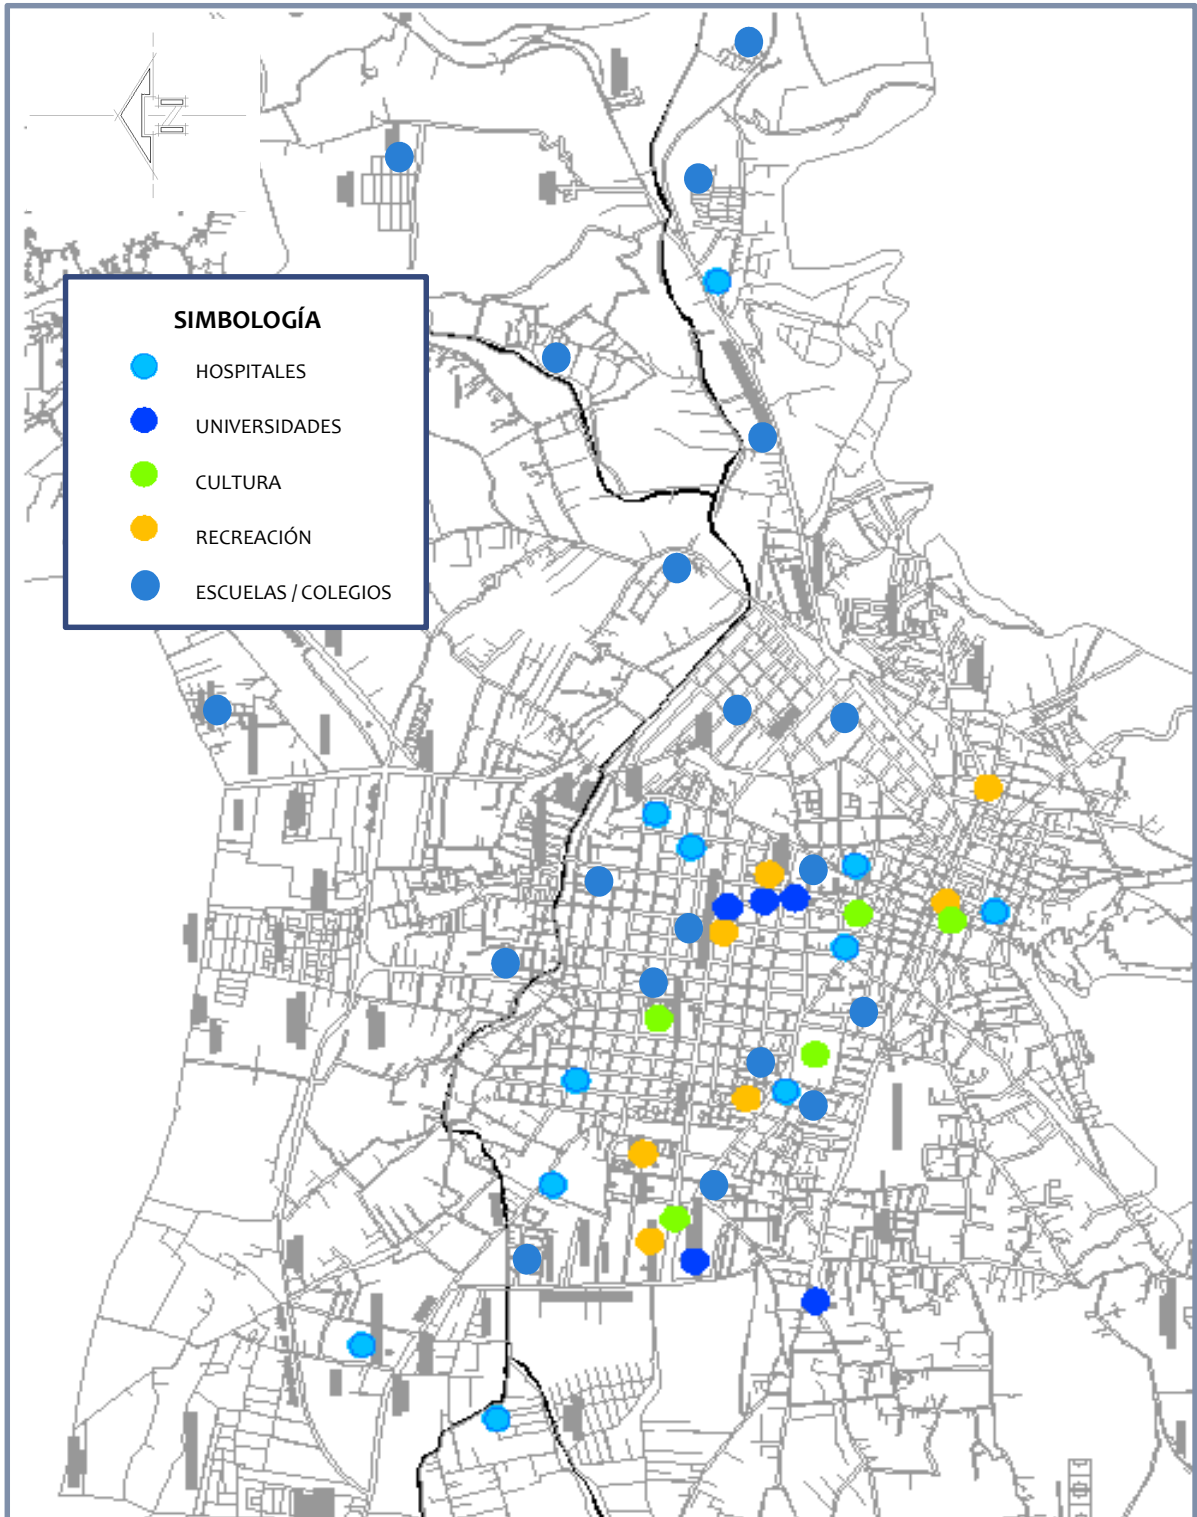 SIMBOLOGÍA
HOSPITALES
UNIVERSIDADES
CULTURA
RECREACIÓN
ESCUELAS / COLEGIOS